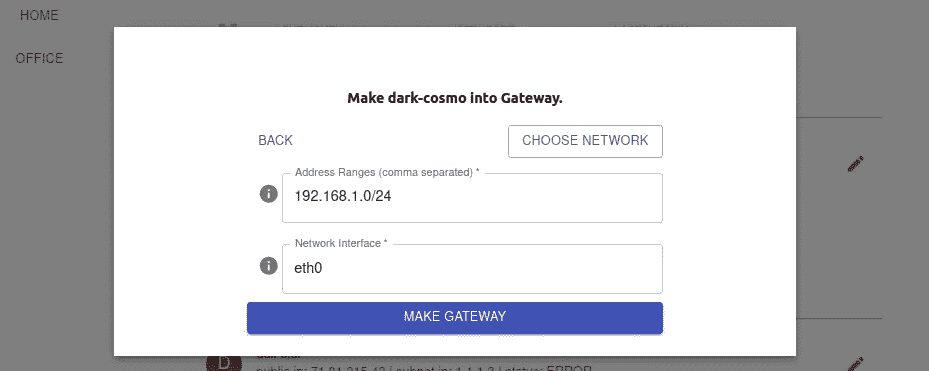 HOME
OFFICE
Make dark-cosmo into Gateway.
BACK
CHOOSE NETWORK
Address Ranges (comma separated) *
192.168.1.0/24
Network Interface *
eth0
MAKE GATEWAY
D